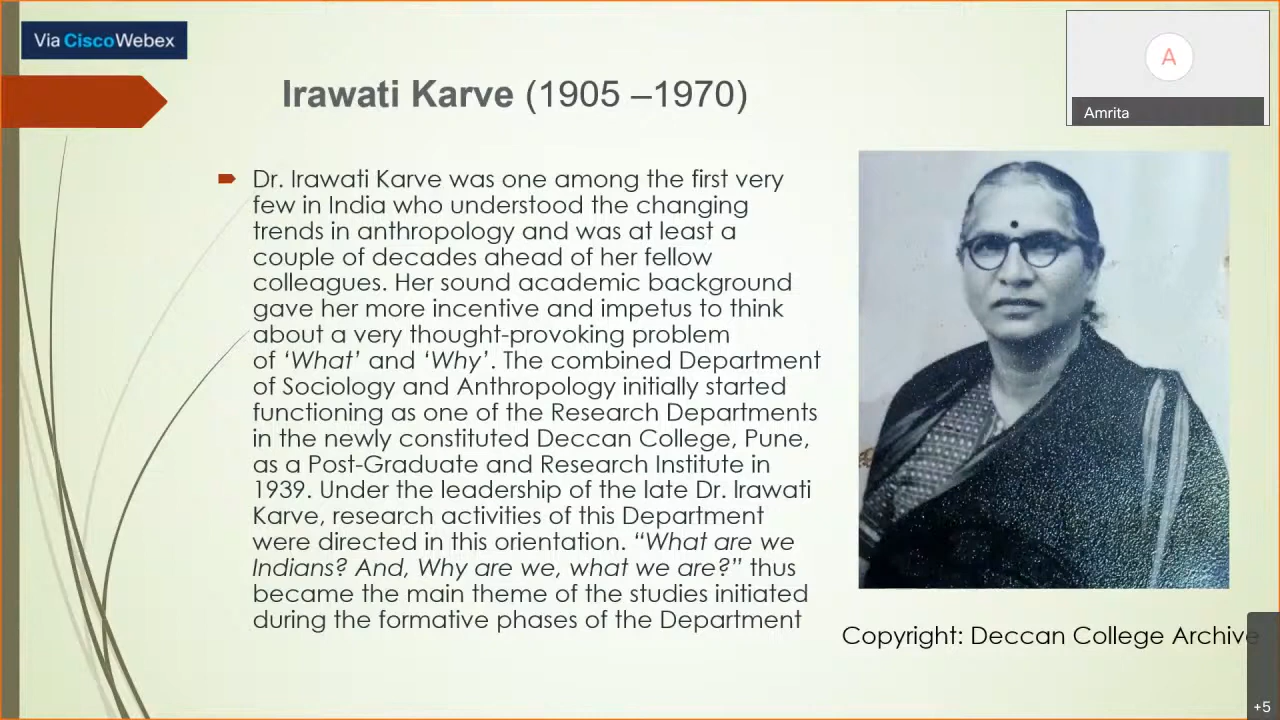 Via CiscoWebex
Irawati Karve (1905 –1970)
A
Amrita
Dr. Irawati Karve was one among the first very
few in India who understood the changing
trends in anthropology and was at least a
couple of decades ahead of her fellow
colleagues. Her sound academic background
gave her more incentive and impetus to think
about a very thought-provoking problem
of ‘What’ and ‘Why’. The combined Department
of Sociology and Anthropology initially started
functioning as one of the Research Departments
in the newly constituted Deccan College, Pune,
as a Post-Graduate and Research Institute in
1939. Under the leadership of the late Dr. Irawati
Karve, research activities of this Department
were directed in this orientation. “What are we
Indians? And, Why are we, what we are?” thus
became the main theme of the studies initiated
during the formative phases of the Department
Copyright: Deccan College Archive
+5